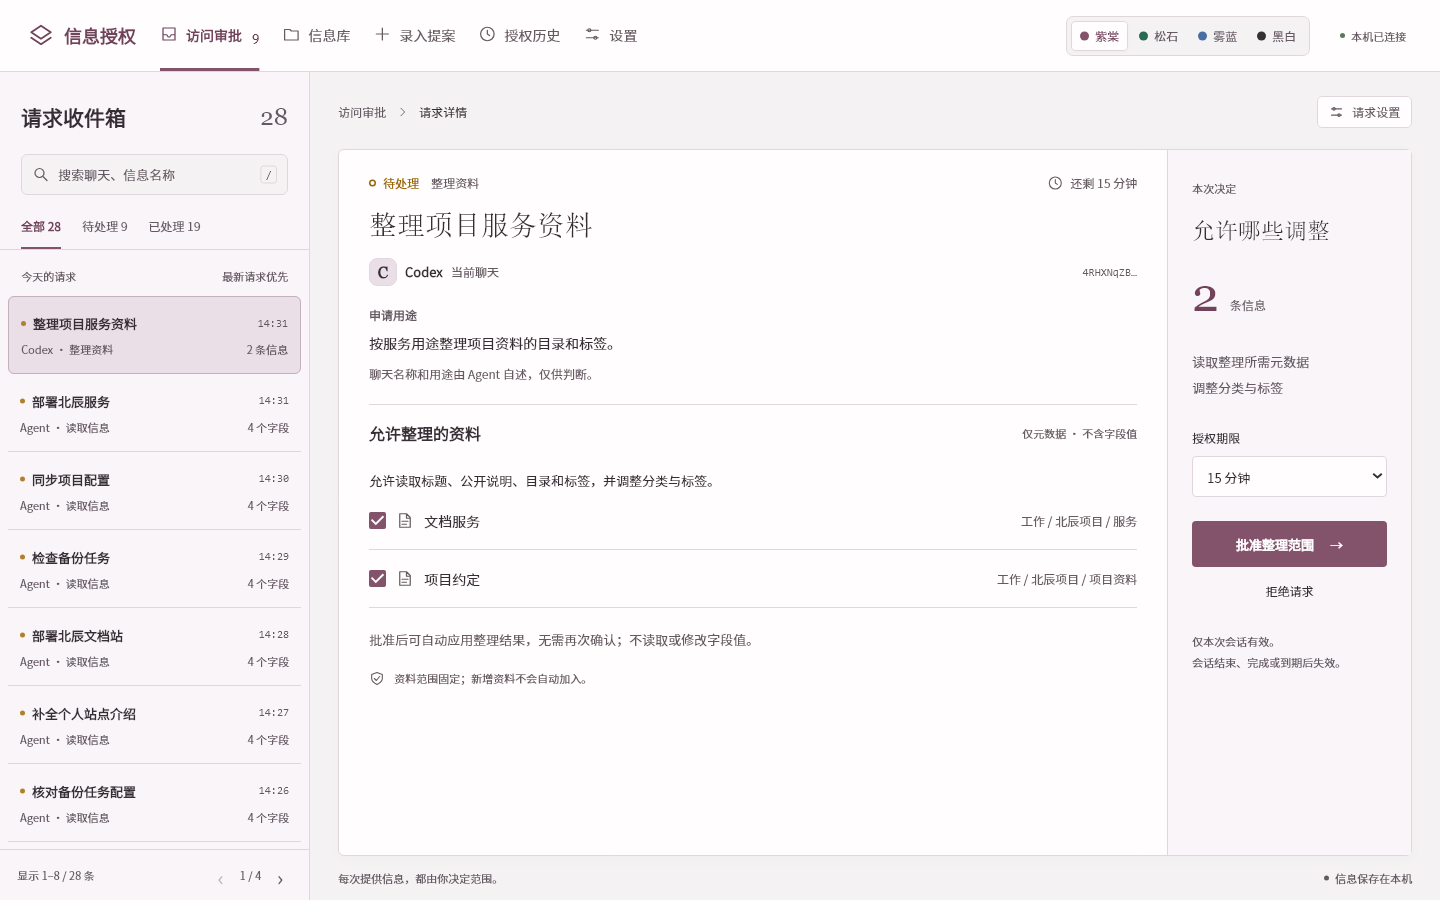 信息授权
访问审批 9
信息库
录入提案
授权历史
设置
紫棠
松石
雾蓝
黑白
本机已连接
请求收件箱 28
搜索聊天、信息名称 /
全部 28 待处理 9 已处理 19
今天的请求 最新请求优先
整理项目服务资料 14:31
Codex · 整理资料 2 条信息
部署北辰服务 14:31
Agent · 读取信息 4 个字段
同步项目配置 14:30
Agent · 读取信息 4 个字段
检查备份任务 14:29
Agent · 读取信息 4 个字段
部署北辰文档站 14:28
Agent · 读取信息 4 个字段
补全个人站点介绍 14:27
Agent · 读取信息 4 个字段
核对备份任务配置 14:26
Agent · 读取信息 4 个字段
显示 1–8 / 28 条 ‹ 1 / 4 ›
访问审批 > 请求详情
请求设置
待处理 整理资料 还剩 15 分钟
整理项目服务资料
C Codex 当前聊天 4RHXNqZB…
申请用途
按服务用途整理项目资料的目录和标签。
聊天名称和用途由 Agent 自述，仅供判断。
允许整理的资料 仅元数据 · 不含字段值
允许读取标题、公开说明、目录和标签，并调整分类与标签。
文档服务 工作 / 北辰项目 / 服务
项目约定 工作 / 北辰项目 / 项目资料
批准后可自动应用整理结果，无需再次确认；不读取或修改字段值。
资料范围固定；新增资料不会自动加入。
本次决定
允许哪些调整
2 条信息
读取整理所需元数据
调整分类与标签
授权期限
15 分钟
批准整理范围 →
拒绝请求
仅本次会话有效。
会话结束、完成或到期后失效。
每次提供信息，都由你决定范围。
信息保存在本机